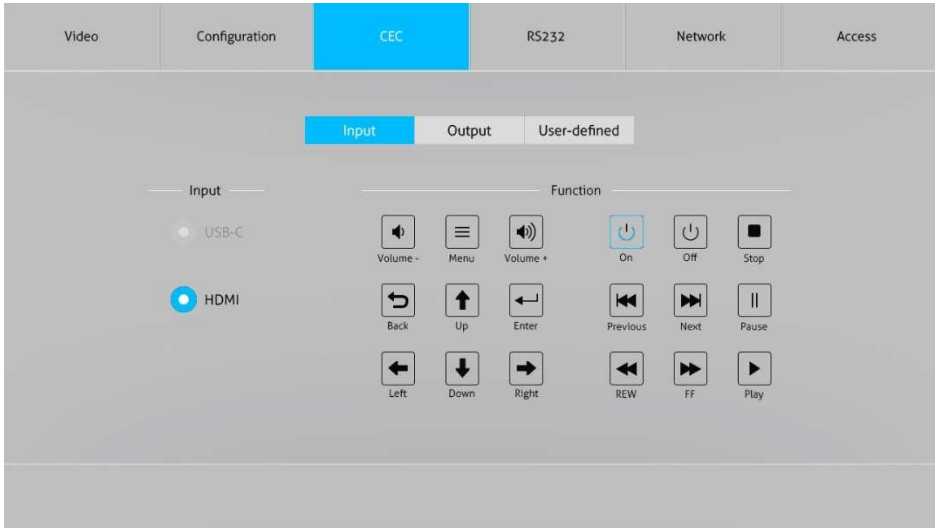 Video Configuration CEC RS232 Network Access
Input Output User-defined
Input Function
USB-C
Volume - Menu Volume + On Off Stop
HDMI
Back Up Enter Previous Next Pause
Left Down Right REW FF Play